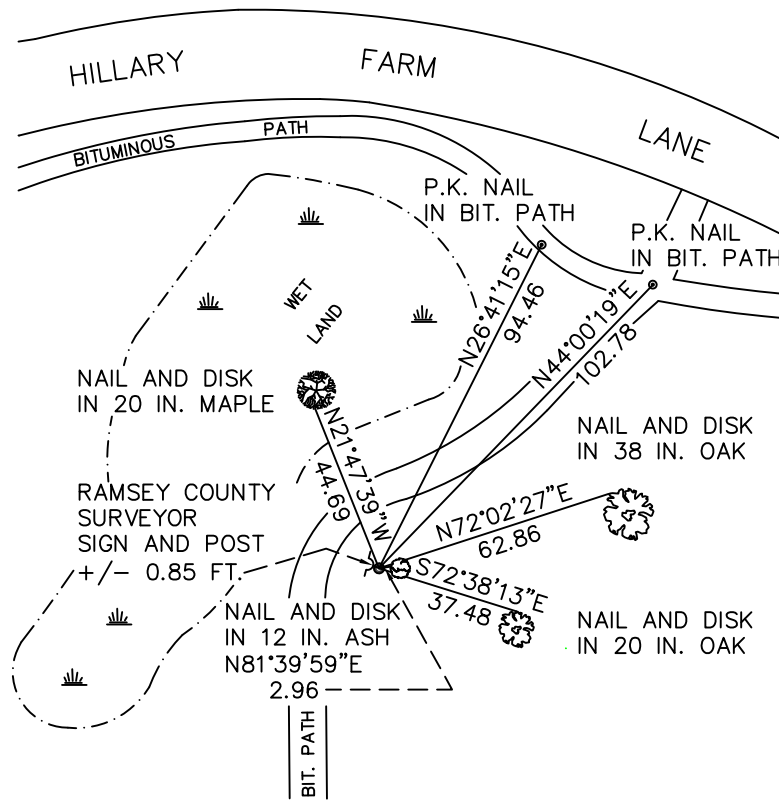 HILLARY FARM LANE
BITUMINOUS PATH
P.K. NAIL
IN BIT. PATH
P.K. NAIL
IN BIT. PATH
WET
LAND
N26°41'15"E
94.46
N44°00'19"E
102.78
NAIL AND DISK
IN 20 IN. MAPLE
N21°47'39"W
44.69
NAIL AND DISK
IN 38 IN. OAK
RAMSEY COUNTY
SURVEYOR
SIGN AND POST
+/- 0.85 FT.
N72°02'27"E
62.86
S72°38'13"E
37.48
NAIL AND DISK
IN 12 IN. ASH
N81°39'59"E
2.96
NAIL AND DISK
IN 20 IN. OAK
BIT. PATH